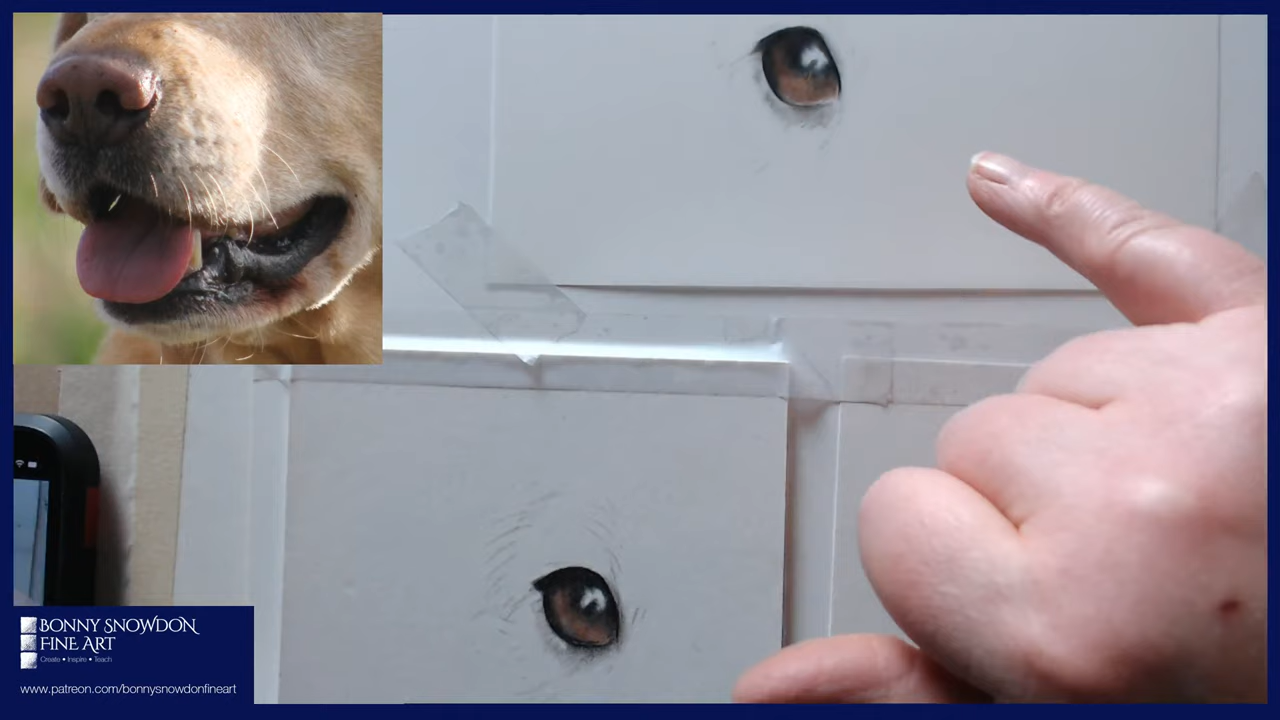 BONNY SNOWDON
FINE ART
Create • Inspire • Teach
www.patreon.com/bonnysnowdonfineart